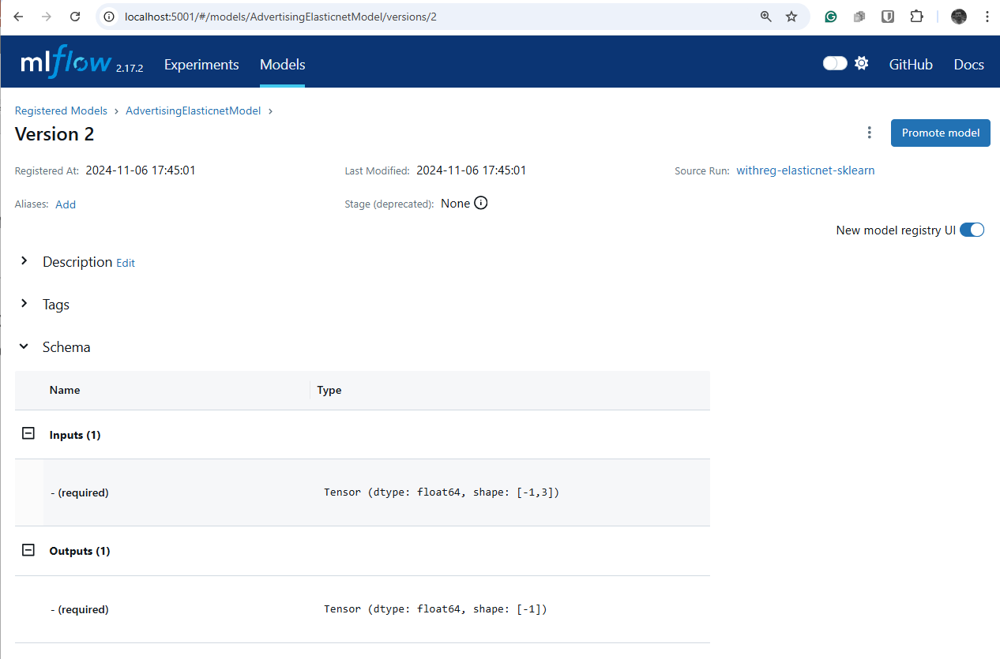 localhost:5001/#/models/AdvertisingElasticnetModel/versions/2
mlflow 2.17.2 Experiments Models GitHub Docs
Registered Models › AdvertisingElasticnetModel ›
Version 2
Promote model
Registered At: 2024-11-06 17:45:01 Last Modified: 2024-11-06 17:45:01 Source Run: withreg-elasticnet-sklearn
Aliases: Add Stage (deprecated): None
New model registry UI
Description Edit
Tags
Schema
Name Type
Inputs (1)
- (required) Tensor (dtype: float64, shape: [-1,3])
Outputs (1)
- (required) Tensor (dtype: float64, shape: [-1])